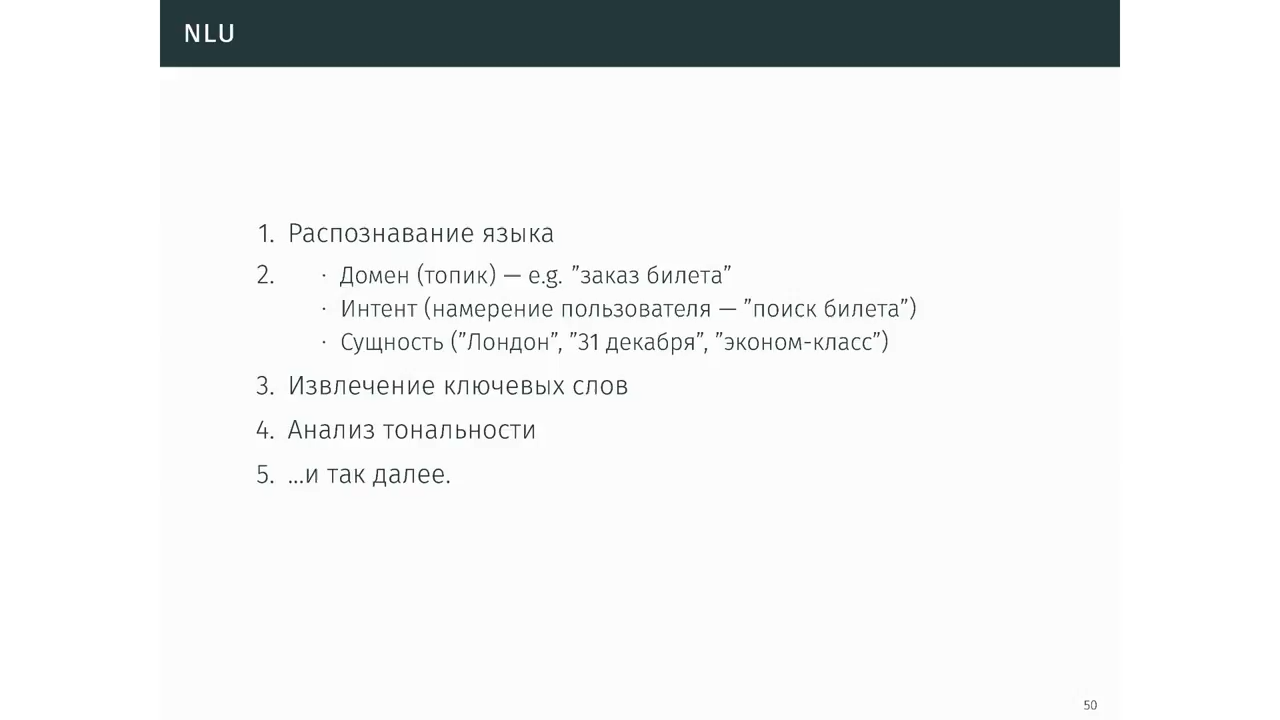 NLU
1. Распознавание языка
2. · Домен (топик) — e.g. ”заказ билета”
· Интент (намерение пользователя — ”поиск билета”)
· Сущность (”Лондон”, ”31 декабря”, ”эконом-класс”)
3. Извлечение ключевых слов
4. Анализ тональности
5. ...и так далее.
50